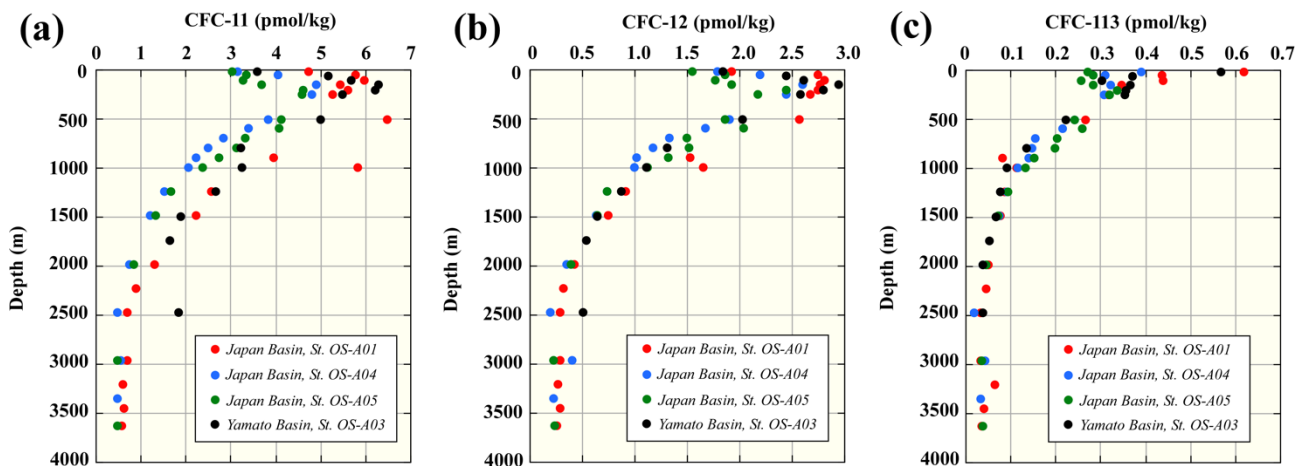 (a)
CFC-11 (pmol/kg)
0 1 2 3 4 5 6 7
Depth (m)
0
500
1000
1500
2000
2500
3000
3500
4000
Japan Basin, St. OS-A01
Japan Basin, St. OS-A04
Japan Basin, St. OS-A05
Yamato Basin, St. OS-A03
(b)
CFC-12 (pmol/kg)
0 0.5 1.0 1.5 2.0 2.5 3.0
Depth (m)
0
500
1000
1500
2000
2500
3000
3500
4000
Japan Basin, St. OS-A01
Japan Basin, St. OS-A04
Japan Basin, St. OS-A05
Yamato Basin, St. OS-A03
(c)
CFC-113 (pmol/kg)
0 0.1 0.2 0.3 0.4 0.5 0.6 0.7
Depth (m)
0
500
1000
1500
2000
2500
3000
3500
4000
Japan Basin, St. OS-A01
Japan Basin, St. OS-A04
Japan Basin, St. OS-A05
Yamato Basin, St. OS-A03